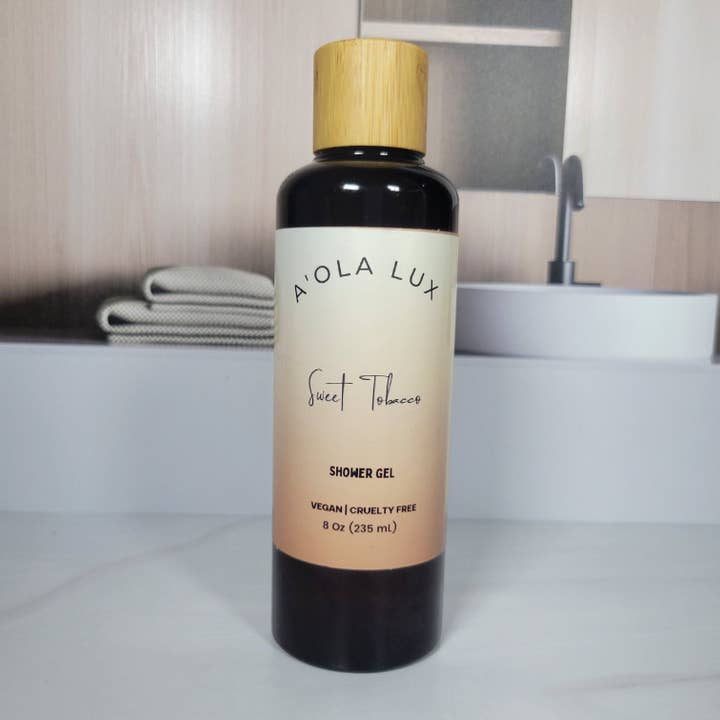 A'OLA LUX
Sweet Tobacco
SHOWER GEL
VEGAN | CRUELTY FREE
8 Oz (235 mL)